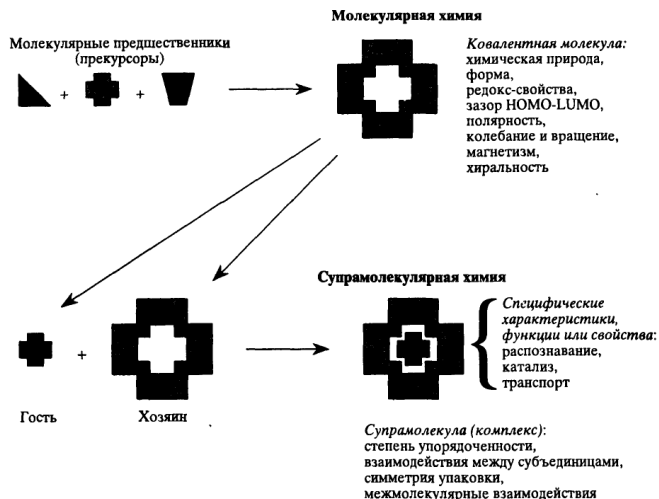 Молекулярная химия
Молекулярные предшественники
(прекурсоры)
+
+
Ковалентная молекула:
химическая природа,
форма,
редокс-свойства,
зазор HOMO-LUMO,
полярность,
колебание и вращение,
магнетизм,
хиральность
Супрамолекулярная химия
+
Гость
Хозяин
Специфические
характеристики,
функции или свойства:
распознавание,
катализ,
транспорт
Супрамолекула (комплекс):
степень упорядоченности,
взаимодействия между субъединицами,
симметрия упаковки,
межмолекулярные взаимодействия